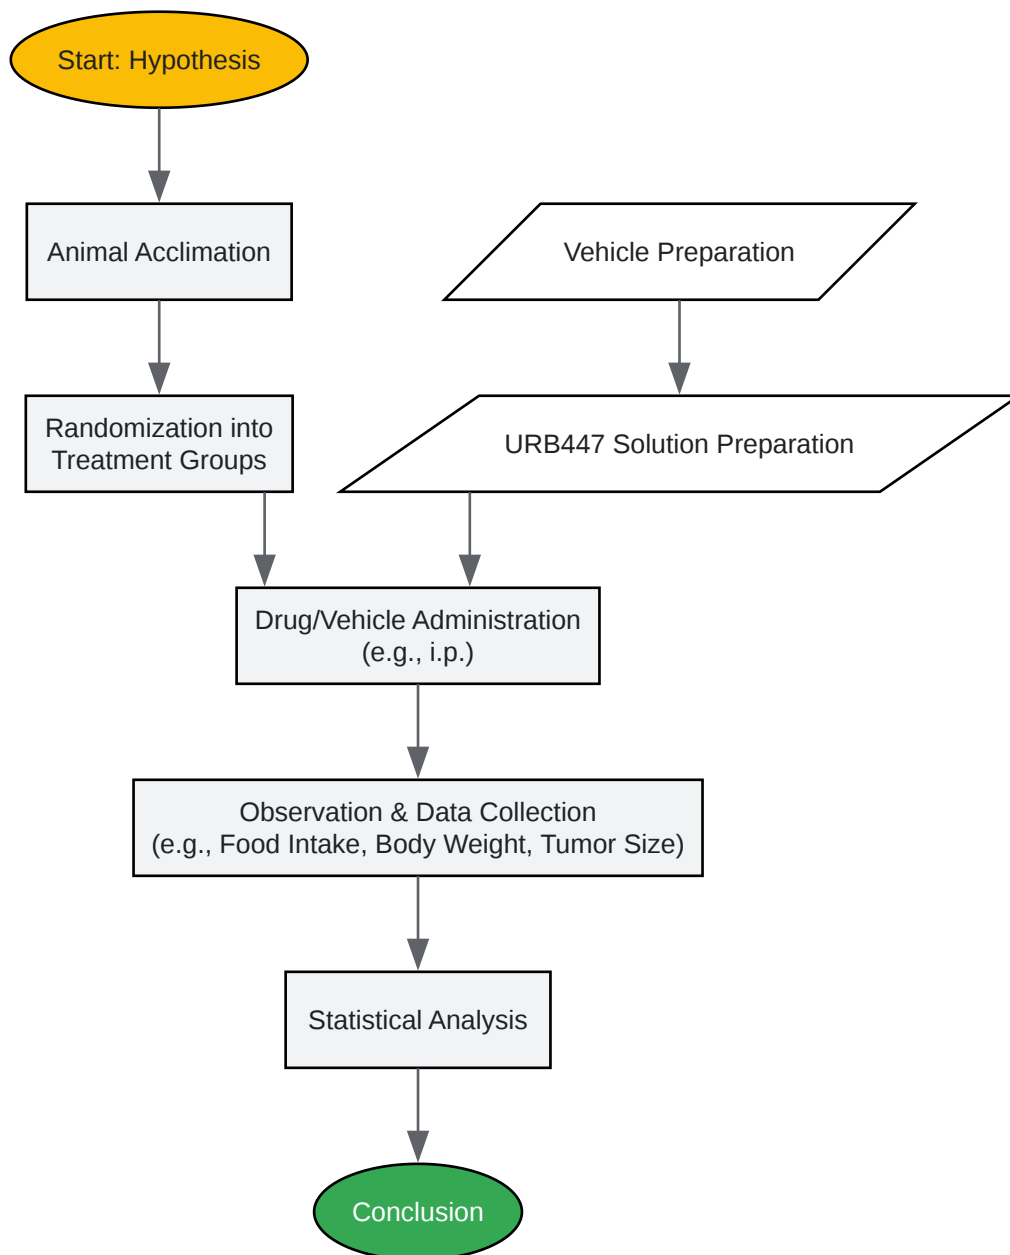 Start: Hypothesis
Animal Acclimation
Vehicle Preparation
Randomization into
Treatment Groups
URB447 Solution Preparation
Drug/Vehicle Administration
(e.g., i.p.)
Observation & Data Collection
(e.g., Food Intake, Body Weight, Tumor Size)
Statistical Analysis
Conclusion